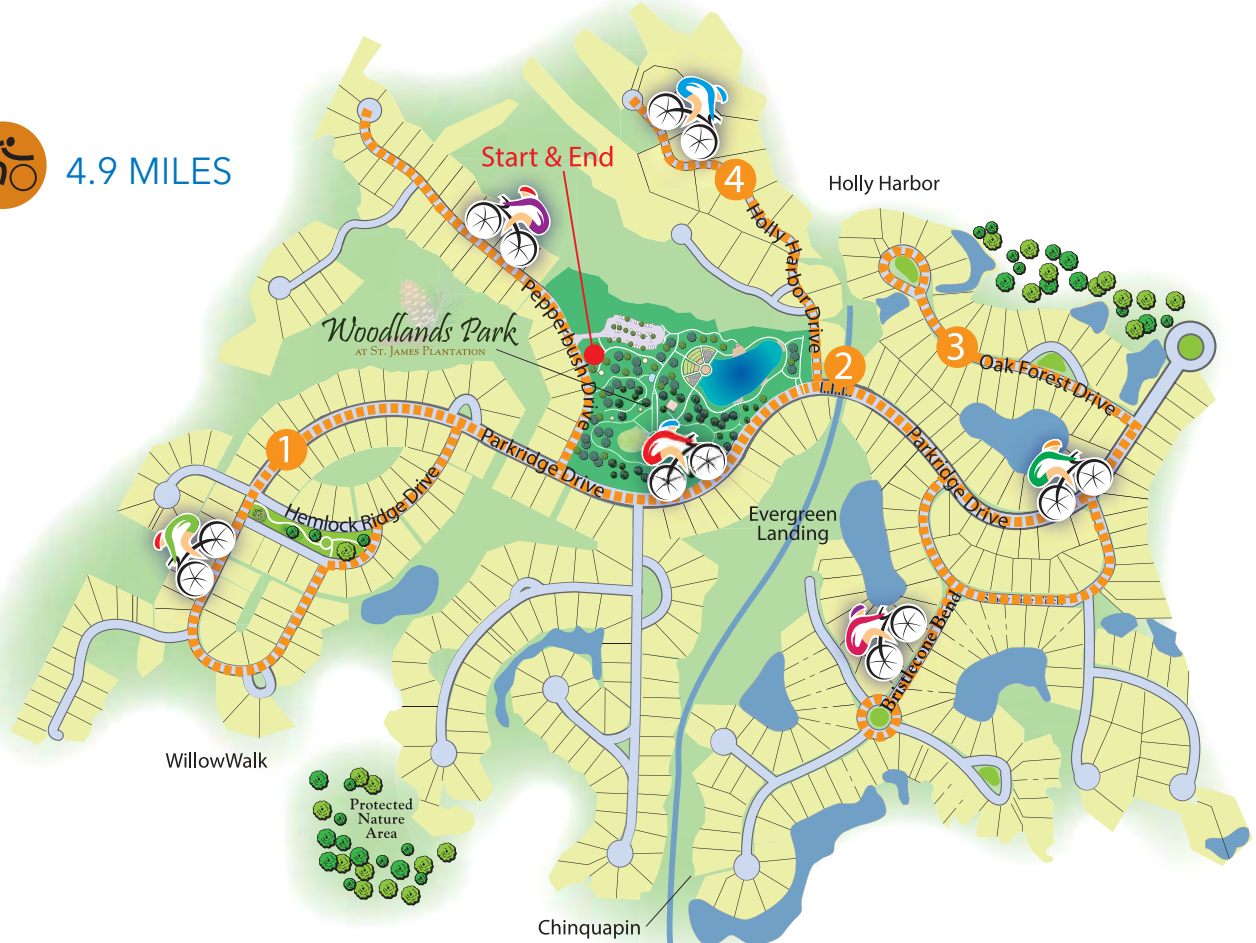 4.9 MILES
Start & End
4
Holly Harbor
Holly Harbor Drive
Pepperbush Drive
Woodlands Park
AT ST. JAMES PLANTATION
2
3
Oak Forest Drive
1
Parkridge Drive
Parkridge Drive
Hemlock Ridge Drive
Evergreen
Landing
Bristlecone Bend
WillowWalk
Protected
Nature
Area
Chinquapin